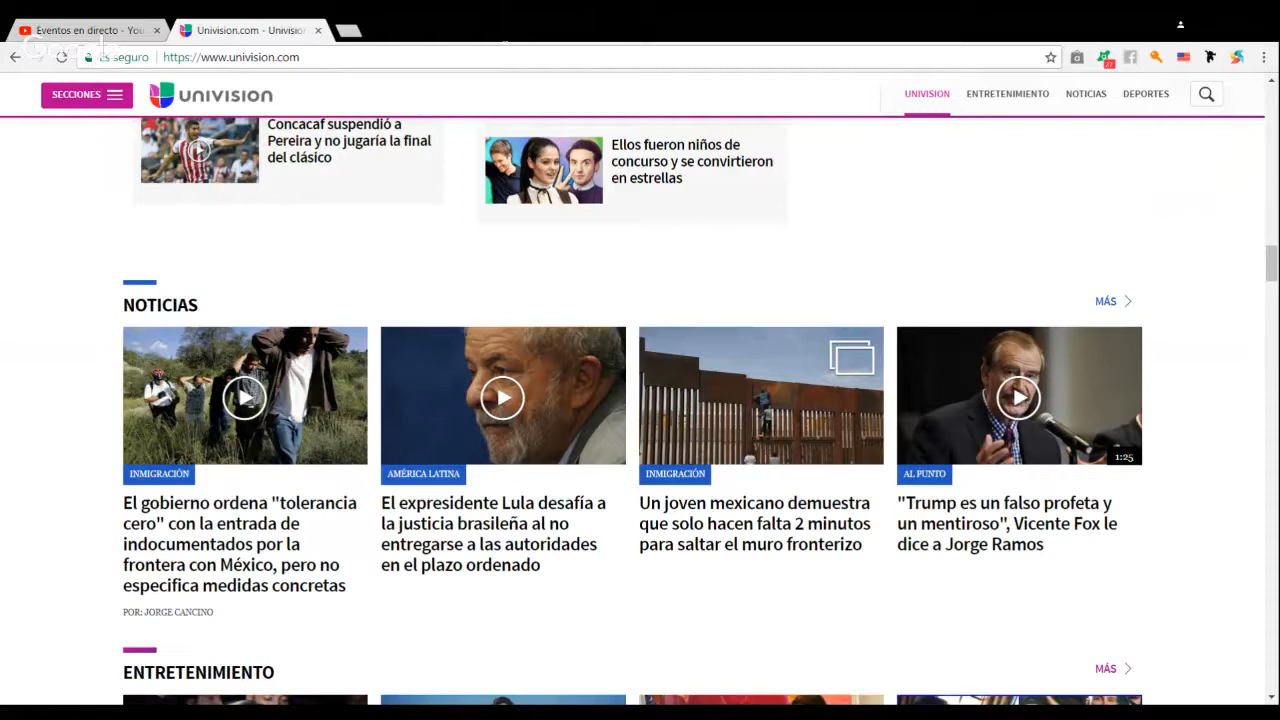 Eventos en directo - You
Univision.com - Univision
Es seguro
https://www.univision.com
27
SECCIONES
UNIVISION
UNIVISION
ENTRETENIMIENTO
NOTICIAS
DEPORTES
Concacaf suspendió a
Pereira y no jugaría la final
del clásico
Ellos fueron niños de
concurso y se convirtieron
en estrellas
NOTICIAS
MÁS
1:25
INMIGRACIÓN
El gobierno ordena "tolerancia
cero" con la entrada de
indocumentados por la
frontera con México, pero no
especifica medidas concretas
POR: JORGE CANCINO
AMÉRICA LATINA
El expresidente Lula desafía a
la justicia brasileña al no
entregarse a las autoridades
en el plazo ordenado
INMIGRACIÓN
Un joven mexicano demuestra
que solo hacen falta 2 minutos
para saltar el muro fronterizo
AL PUNTO
"Trump es un falso profeta y
un mentiroso", Vicente Fox le
dice a Jorge Ramos
ENTRETENIMIENTO
MÁS